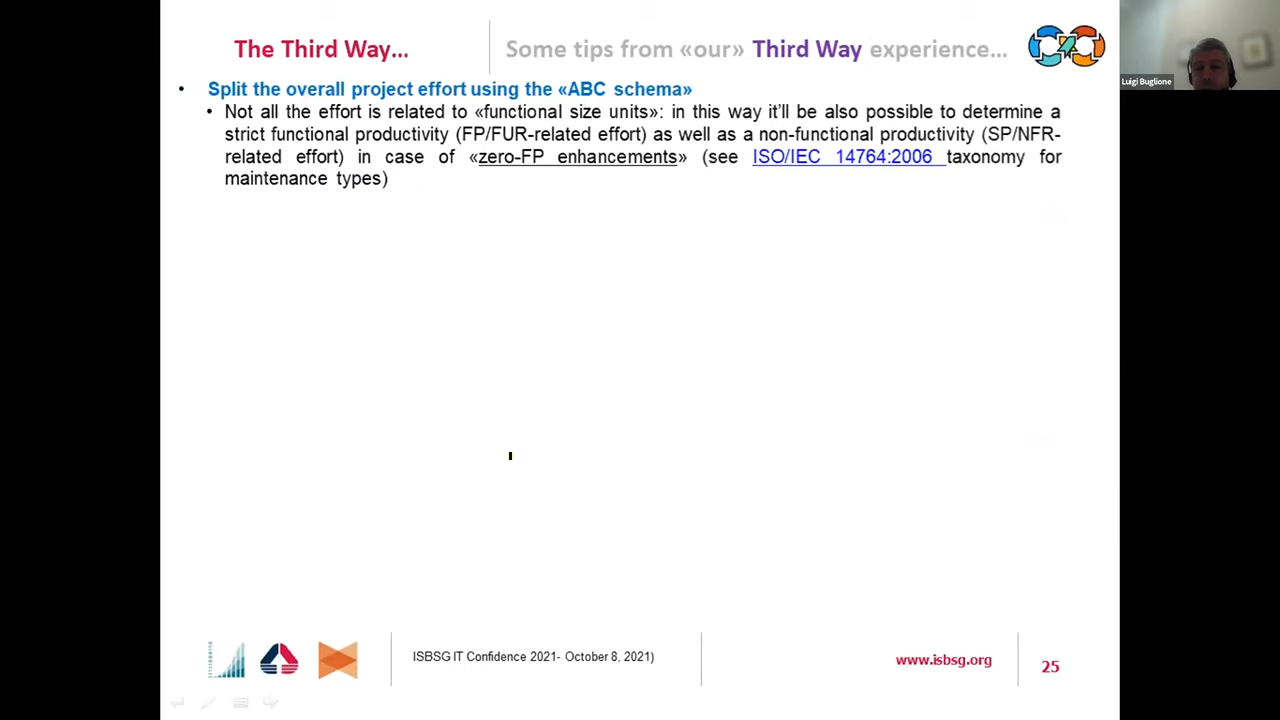 The Third Way...
Some tips from «our» Third Way experience...
Luigi Buglione
• Split the overall project effort using the «ABC schema»
• Not all the effort is related to «functional size units»: in this way it'll be also possible to determine a
strict functional productivity (FP/FUR-related effort) as well as a non-functional productivity (SP/NFR-
related effort) in case of «zero-FP enhancements» (see ISO/IEC 14764:2006 taxonomy for
maintenance types)
ISBSG IT Confidence 2021- October 8, 2021)
www.isbsg.org
25